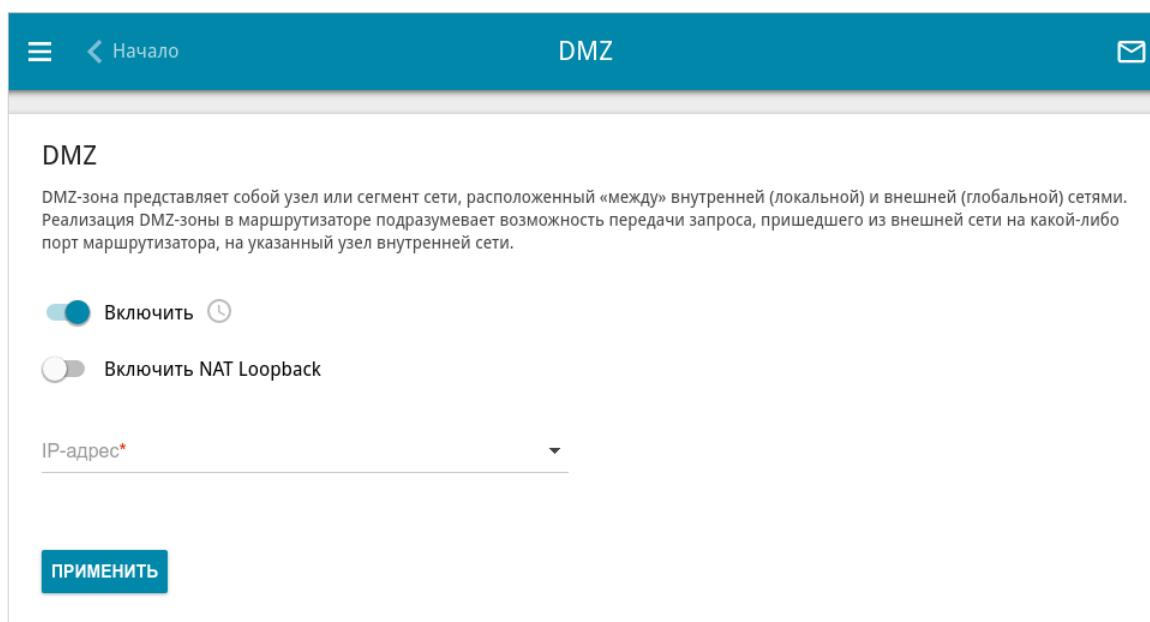 Начало
DMZ
DMZ
DMZ-зона представляет собой узел или сегмент сети, расположенный «между» внутренней (локальной) и внешней (глобальной) сетями.
Реализация DMZ-зоны в маршрутизаторе подразумевает возможность передачи запроса, пришедшего из внешней сети на какой-либо
порт маршрутизатора, на указанный узел внутренней сети.
Включить
Включить NAT Loopback
IP-адрес*
ПРИМЕНИТЬ